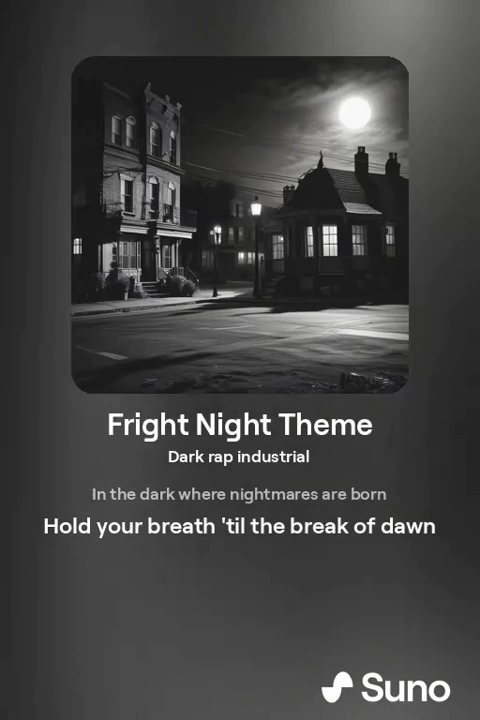 Fright Night Theme
Dark rap industrial
In the dark where nightmares are born
Hold your breath 'til the break of dawn
Suno